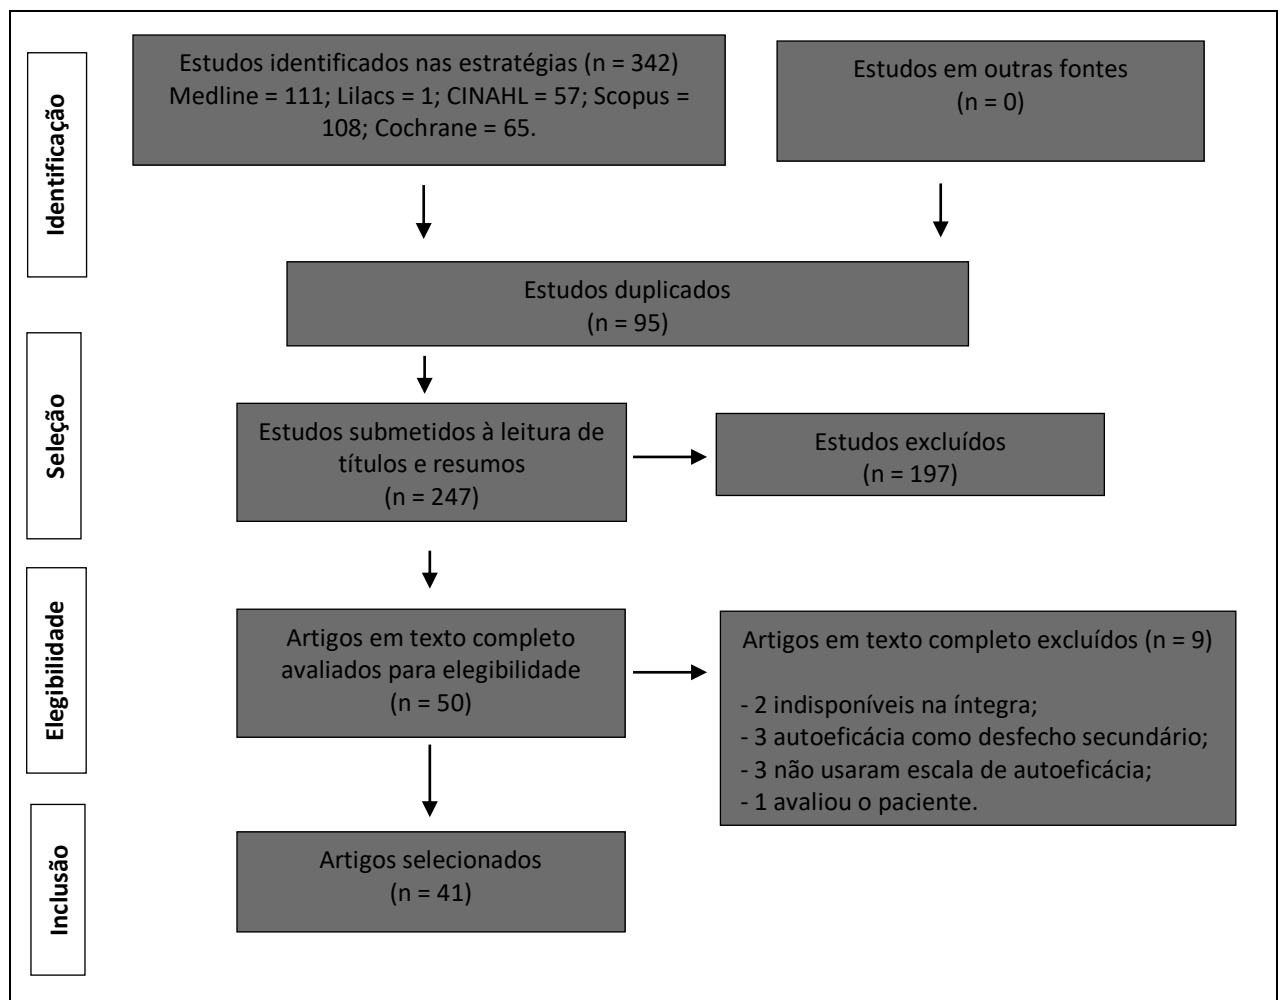 Identificação
Estudos identificados nas estratégias (n = 342)
Medline = 111; Lilacs = 1; CINAHL = 57; Scopus =
108; Cochrane = 65.
Estudos em outras fontes
(n = 0)
Estudos duplicados
(n = 95)
Seleção
Estudos submetidos à leitura de
títulos e resumos
(n = 247)
Estudos excluídos
(n = 197)
Elegibilidade
Artigos em texto completo
avaliados para elegibilidade
(n = 50)
Artigos em texto completo excluídos (n = 9)
- 2 indisponíveis na íntegra;
- 3 autoeficácia como desfecho secundário;
- 3 não usaram escala de autoeficácia;
- 1 avaliou o paciente.
Inclusão
Artigos selecionados
(n = 41)